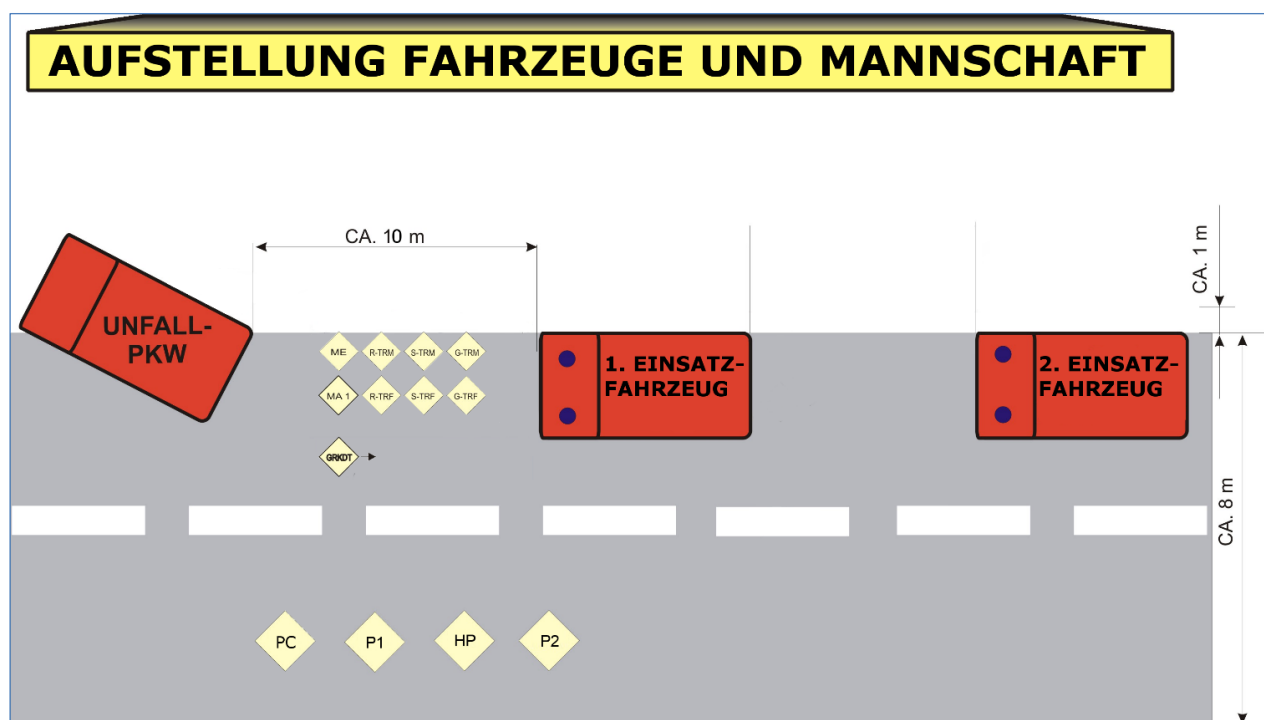 AUFSTELLUNG FAHRZEUGE UND MANNSCHAFT
CA. 10 m
CA. 1 m
UNFALL-
PKW
ME
R-TRM
S-TRM
G-TRM
MA 1
R-TRF
S-TRF
G-TRF
GRKDT
1. EINSATZ-
FAHRZEUG
2. EINSATZ-
FAHRZEUG
CA. 8 m
PC
P1
HP
P2